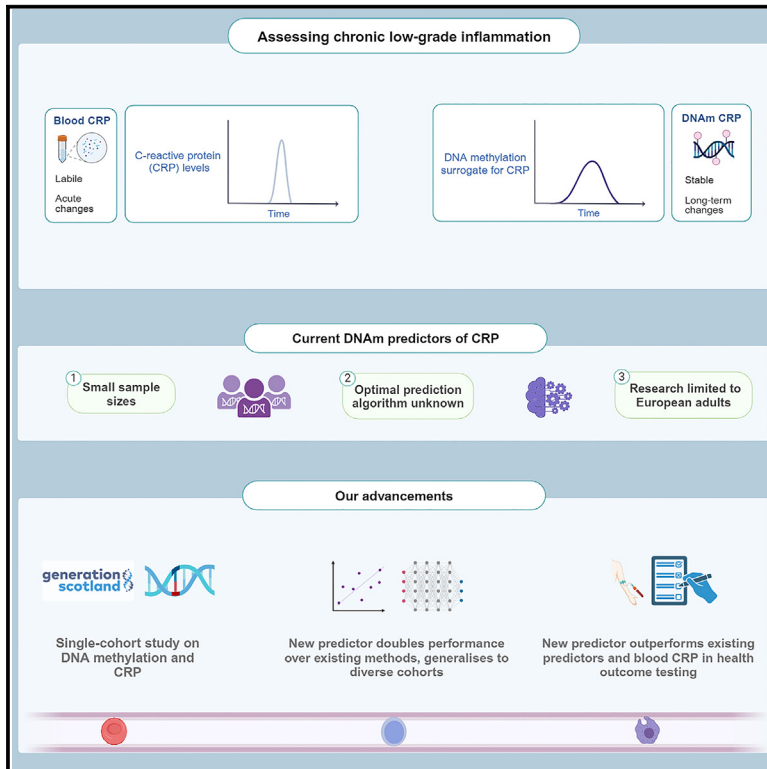 Assessing chronic low-grade inflammation
Blood CRP
Labile
Acute
changes
C-reactive protein
(CRP) levels
Time
DNA methylation
surrogate for CRP
Time
DNAm CRP
Stable
Long-term
changes
Current DNAm predictors of CRP
1
Small sample
sizes
2
Optimal prediction
algorithm unknown
3
Research limited to
European adults
Our advancements
generation
scotland
Single-cohort study on
DNA methylation and
CRP
New predictor doubles performance
over existing methods, generalises to
diverse cohorts
New predictor outperforms existing
predictors and blood CRP in health
outcome testing